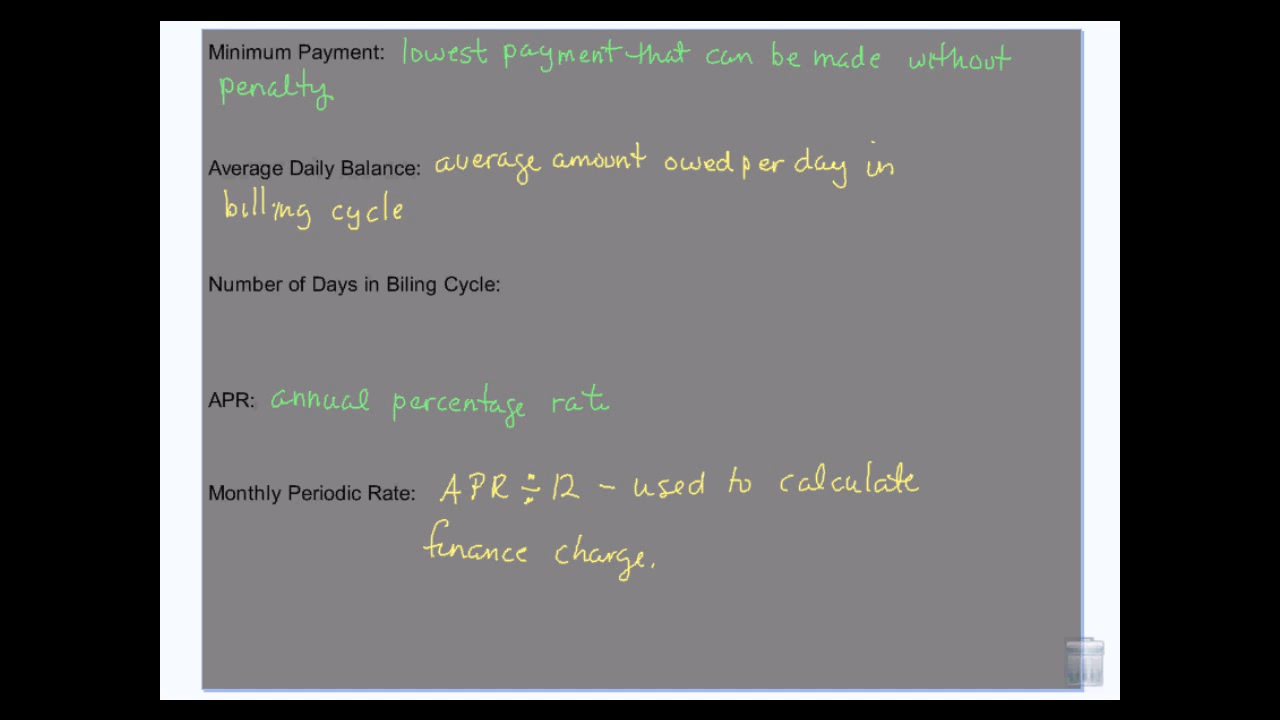 Minimum Payment: lowest payment that can be made without
penalty
Average Daily Balance: average amount owed per day in
billing cycle
Number of Days in Biling Cycle:
APR: annual percentage rate
Monthly Periodic Rate: APR ÷ 12 - used to calculate
finance charge.